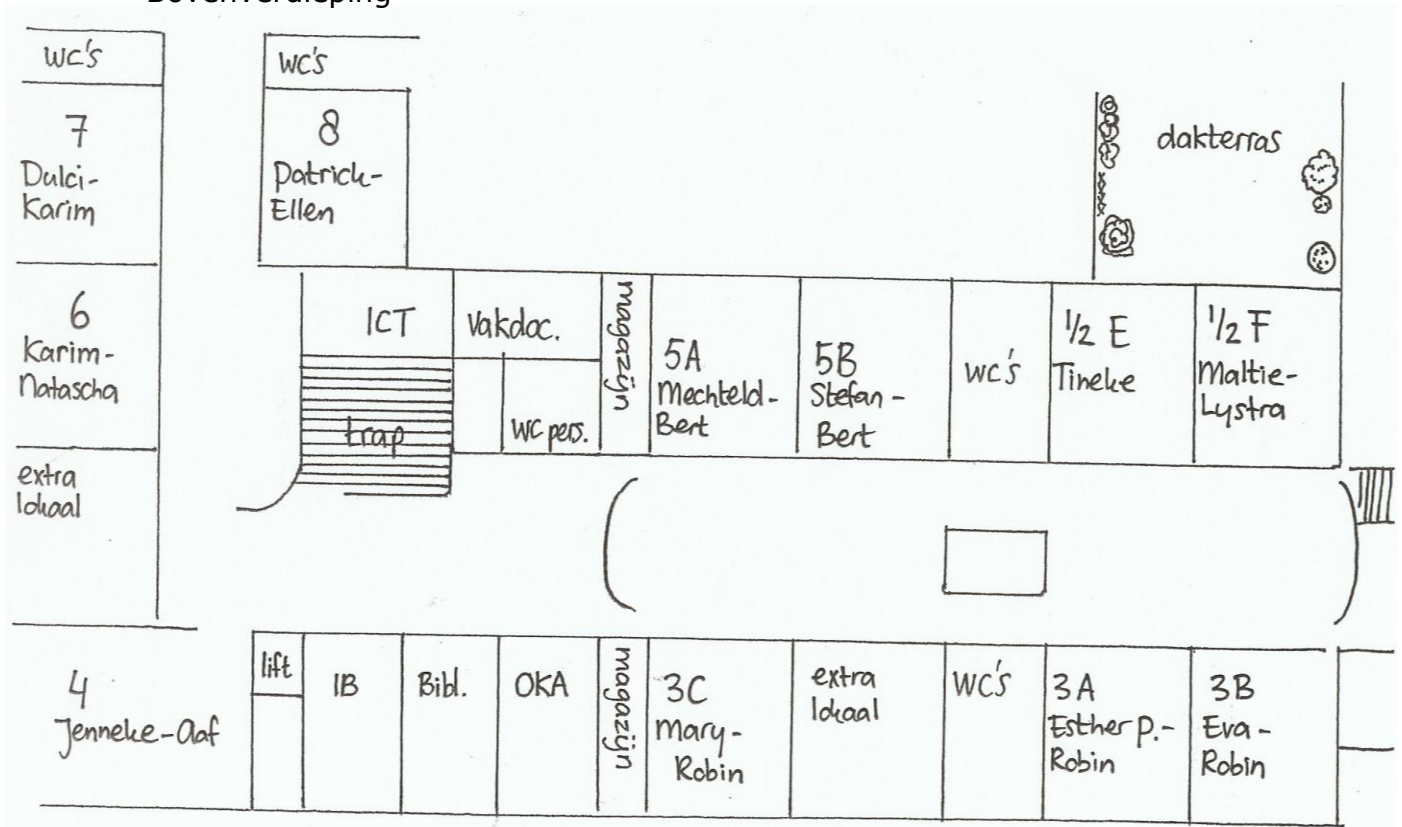 Bovenverdieping
WC'S
7
Dulci-
Karim
6
Karim-
Natascha
extra
lokaal
4
Jenneke-Aaf
WC'S
8
Patrick-
Ellen
ICT
Vakdoc.
trap
WC pers.
magazijn
5A
Mechteld-
Bert
5B
Stefan-
Bert
WC'S
1/2 E
Tineke
1/2 F
Maltie-
Lystra
dakterras
lift
IB
Bibl.
OKA
magazijn
3C
Mary-
Robin
extra
lokaal
WC'S
3A
Esther P.-
Robin
3B
Eva-
Robin